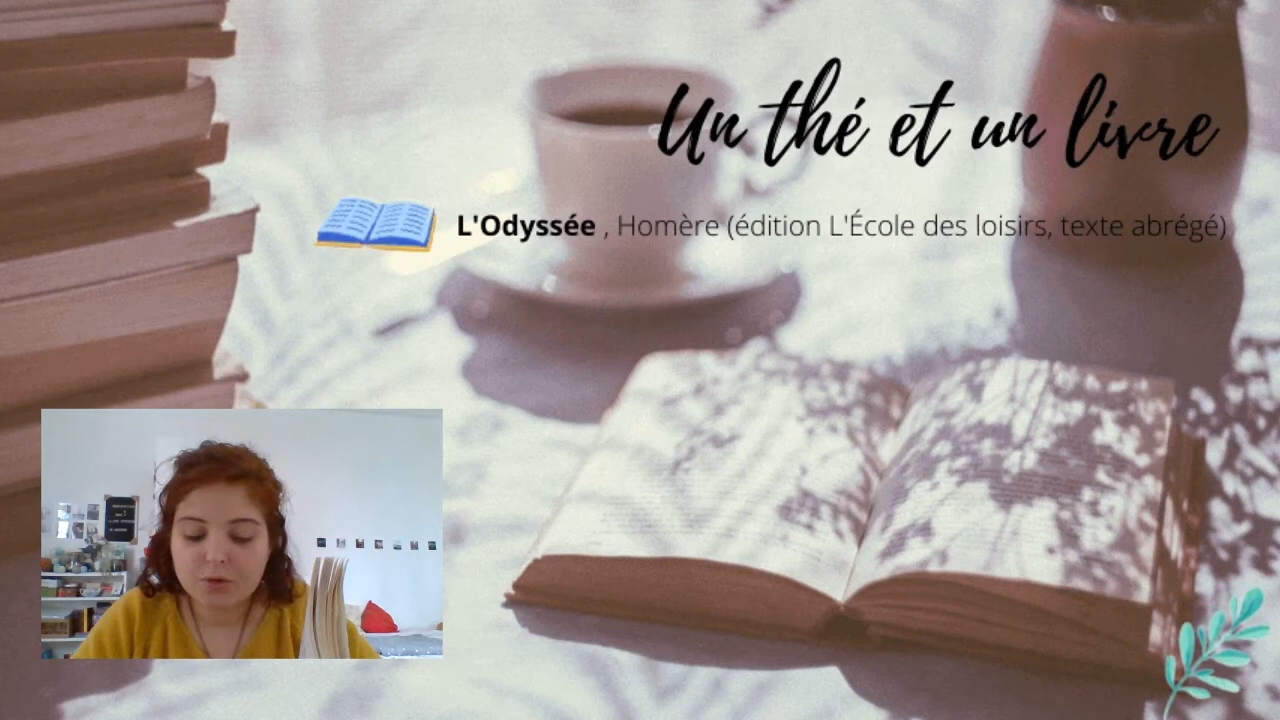 Un thé et un livre
L'Odyssée , Homère (édition L'École des loisirs, texte abrégé)